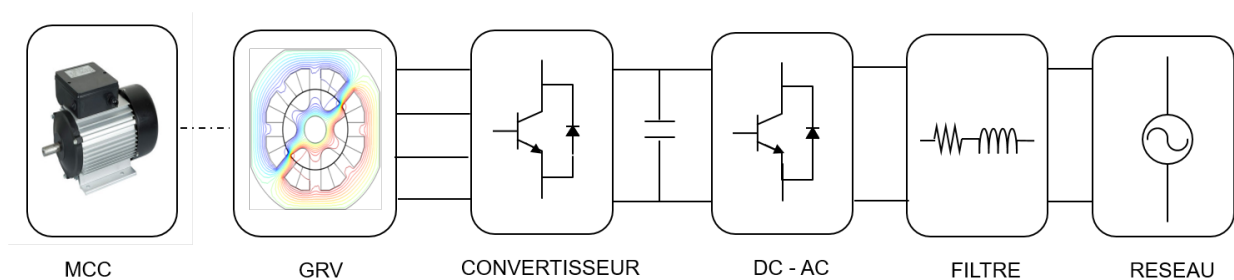 MCC
GRV
CONVERTISSEUR
DC - AC
FILTRE
RESEAU